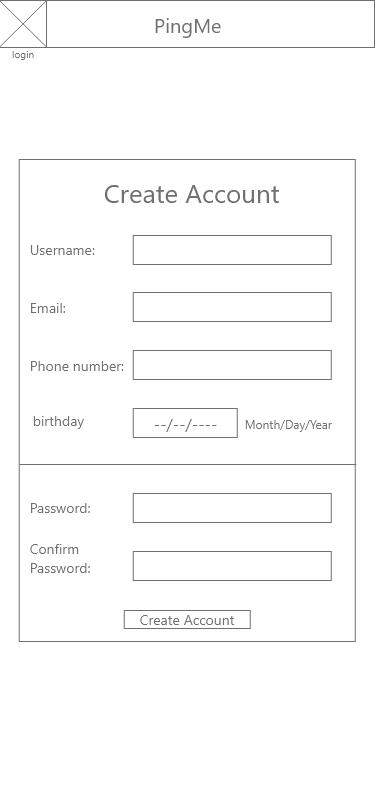 PingMe
login
Create Account
Username:
Email:
Phone number:
birthday
--/--/----
Month/Day/Year
Password:
Confirm
Password:
Create Account